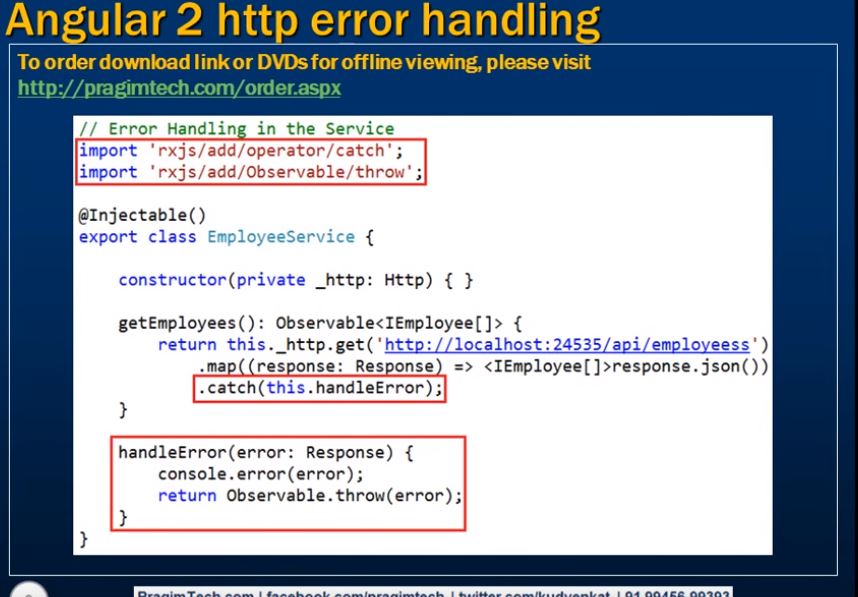 Angular 2 http error handling
To order download link or DVDs for offline viewing, please visit
http://pragimtech.com/order.aspx
// Error Handling in the Service
import 'rxjs/add/operator/catch';
import 'rxjs/add/Observable/throw';
@Injectable()
export class EmployeeService {
constructor(private _http: Http) { }
getEmployees(): Observable<IEmployee[]> {
return this._http.get('http://localhost:24535/api/employeess')
.map((response: Response) => <IEmployee[]>response.json())
.catch(this.handleError);
}
handleError(error: Response) {
console.error(error);
return Observable.throw(error);
}
}
PragimTech.com | facebook.com/pragimtech | twitter.com/kudvenkat | 91 99456 99393